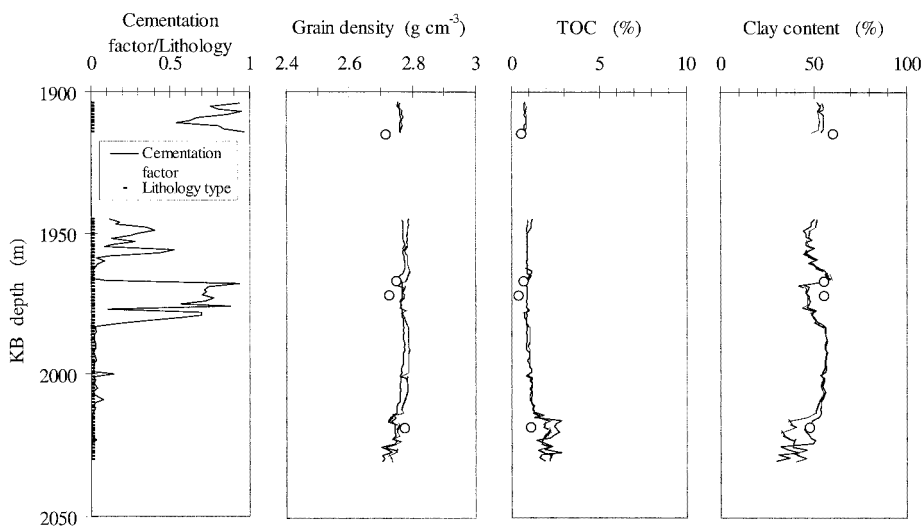 Cementation
factor/Lithology
0 0.5 1
Grain density (g cm-3)
2.4 2.6 2.8 3
TOC (%)
0 5 10
Clay content (%)
0 50 100
KB depth (m)
1900
1950
2000
2050
Cementation
factor
Lithology type